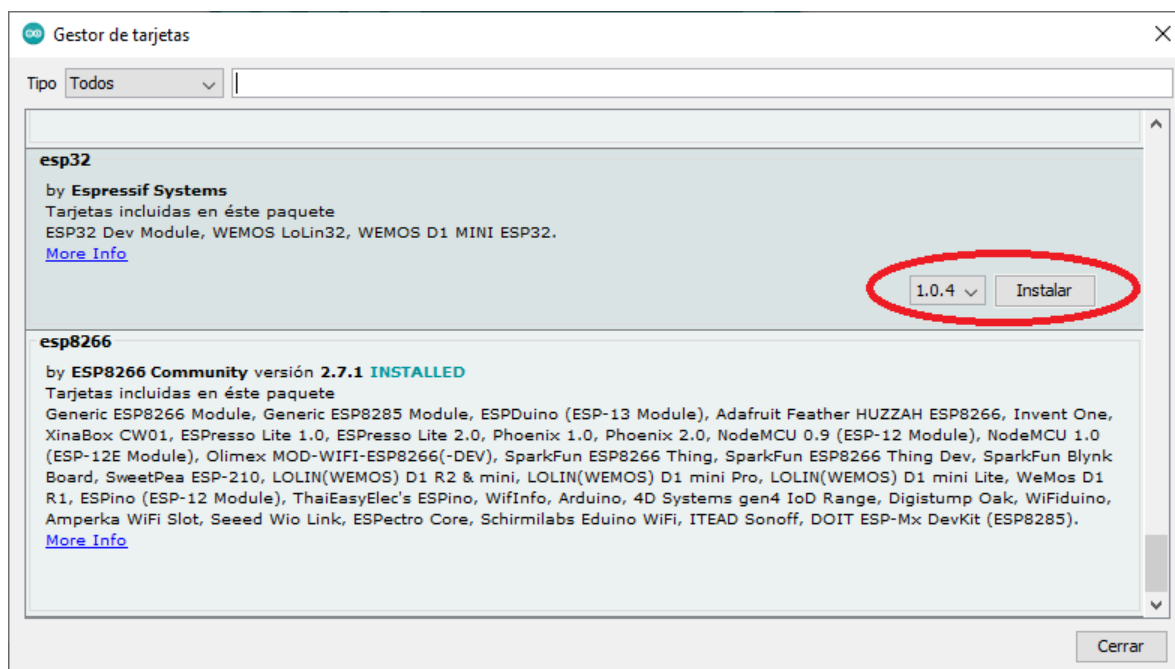 Gestor de tarjetas
Tipo Todos
esp32
by Espressif Systems
Tarjetas incluidas en éste paquete
ESP32 Dev Module, WEMOS LoLin32, WEMOS D1 MINI ESP32.
More Info
1.0.4 Instalar
esp8266
by ESP8266 Community versión 2.7.1 INSTALLED
Tarjetas incluidas en éste paquete
Generic ESP8266 Module, Generic ESP8285 Module, ESPDuino (ESP-13 Module), Adafruit Feather HUZZAH ESP8266, Invent One,
XinaBox CW01, ESPresso Lite 1.0, ESPresso Lite 2.0, Phoenix 1.0, Phoenix 2.0, NodeMCU 0.9 (ESP-12 Module), NodeMCU 1.0
(ESP-12E Module), Olimex MOD-WIFI-ESP8266(-DEV), SparkFun ESP8266 Thing, SparkFun ESP8266 Thing Dev, SparkFun Blynk
Board, SweetPea ESP-210, LOLIN(WEMOS) D1 R2 & mini, LOLIN(WEMOS) D1 mini Pro, LOLIN(WEMOS) D1 mini Lite, WeMos D1
R1, ESPino (ESP-12 Module), ThaiEasyElec's ESPino, WifInfo, Arduino, 4D Systems gen4 IoD Range, Digistump Oak, WiFiduino,
Amperka WiFi Slot, Seeed Wio Link, ESPectro Core, Schirmilabs Eduino WiFi, ITEAD Sonoff, DOIT ESP-Mx DevKit (ESP8285).
More Info
Cerrar